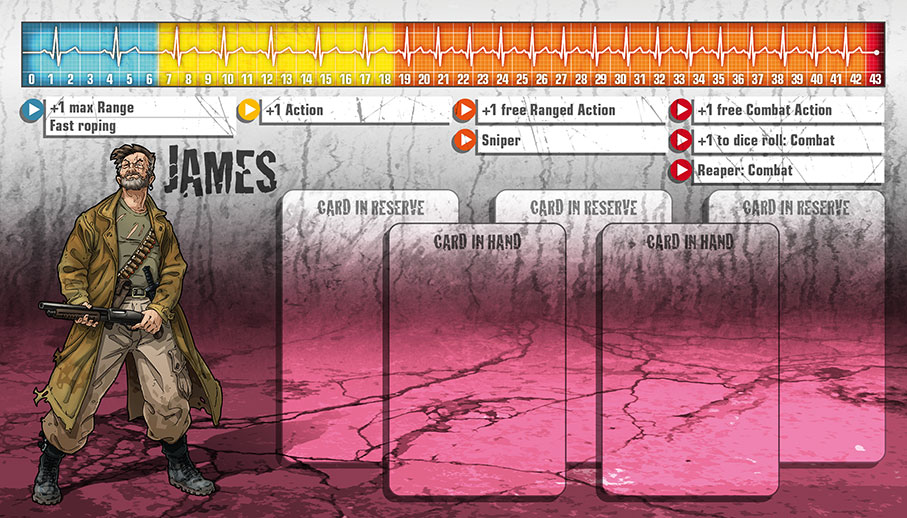 0 1 2 3 4 5 6 7 8 9 10 11 12 13 14 15 16 17 18 19 20 21 22 23 24 25 26 27 28 29 30 31 32 33 34 35 36 37 38 39 40 41 42 43
+1 max Range
Fast roping
+1 Action
+1 free Ranged Action
Sniper
+1 free Combat Action
+1 to dice roll: Combat
Reaper: Combat
JAMES
CARD IN RESERVE
CARD IN RESERVE
CARD IN RESERVE
CARD IN HAND
CARD IN HAND